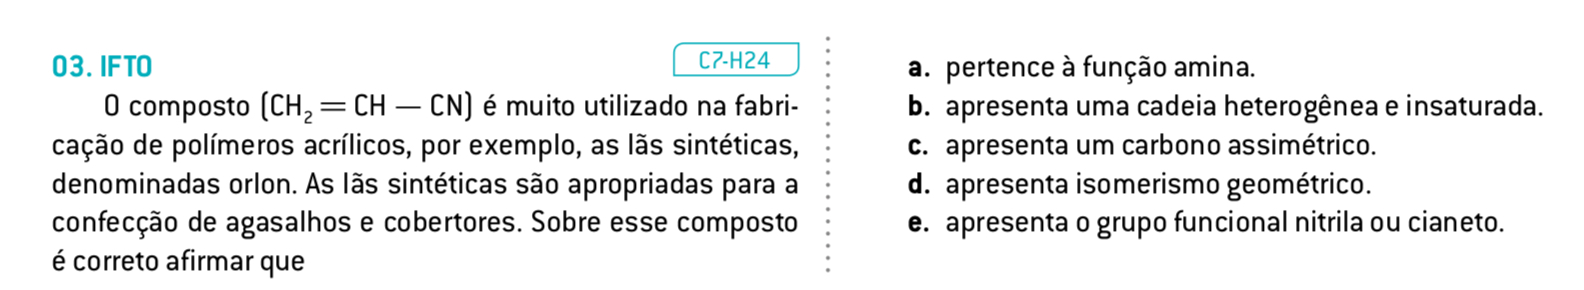 03. IFTO
C7-H24
O composto (CH₂ = CH — CN) é muito utilizado na fabri-
cação de polímeros acrílicos, por exemplo, as lãs sintéticas,
denominadas orlon. As lãs sintéticas são apropriadas para a
confecção de agasalhos e cobertores. Sobre esse composto
é correto afirmar que
a. pertence à função amina.
b. apresenta uma cadeia heterogênea e insaturada.
c. apresenta um carbono assimétrico.
d. apresenta isomerismo geométrico.
e. apresenta o grupo funcional nitrila ou cianeto.